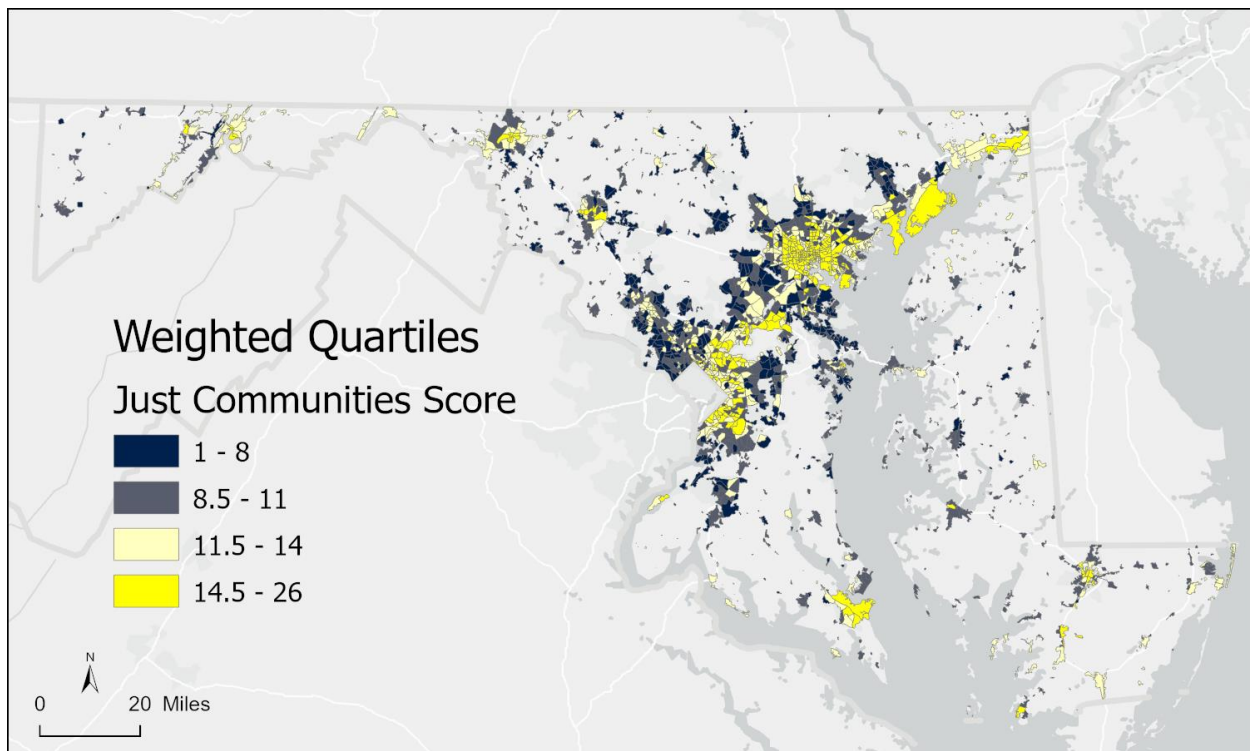 Weighted Quartiles
Just Communities Score
1 - 8
8.5 - 11
11.5 - 14
14.5 - 26
N
0 20 Miles